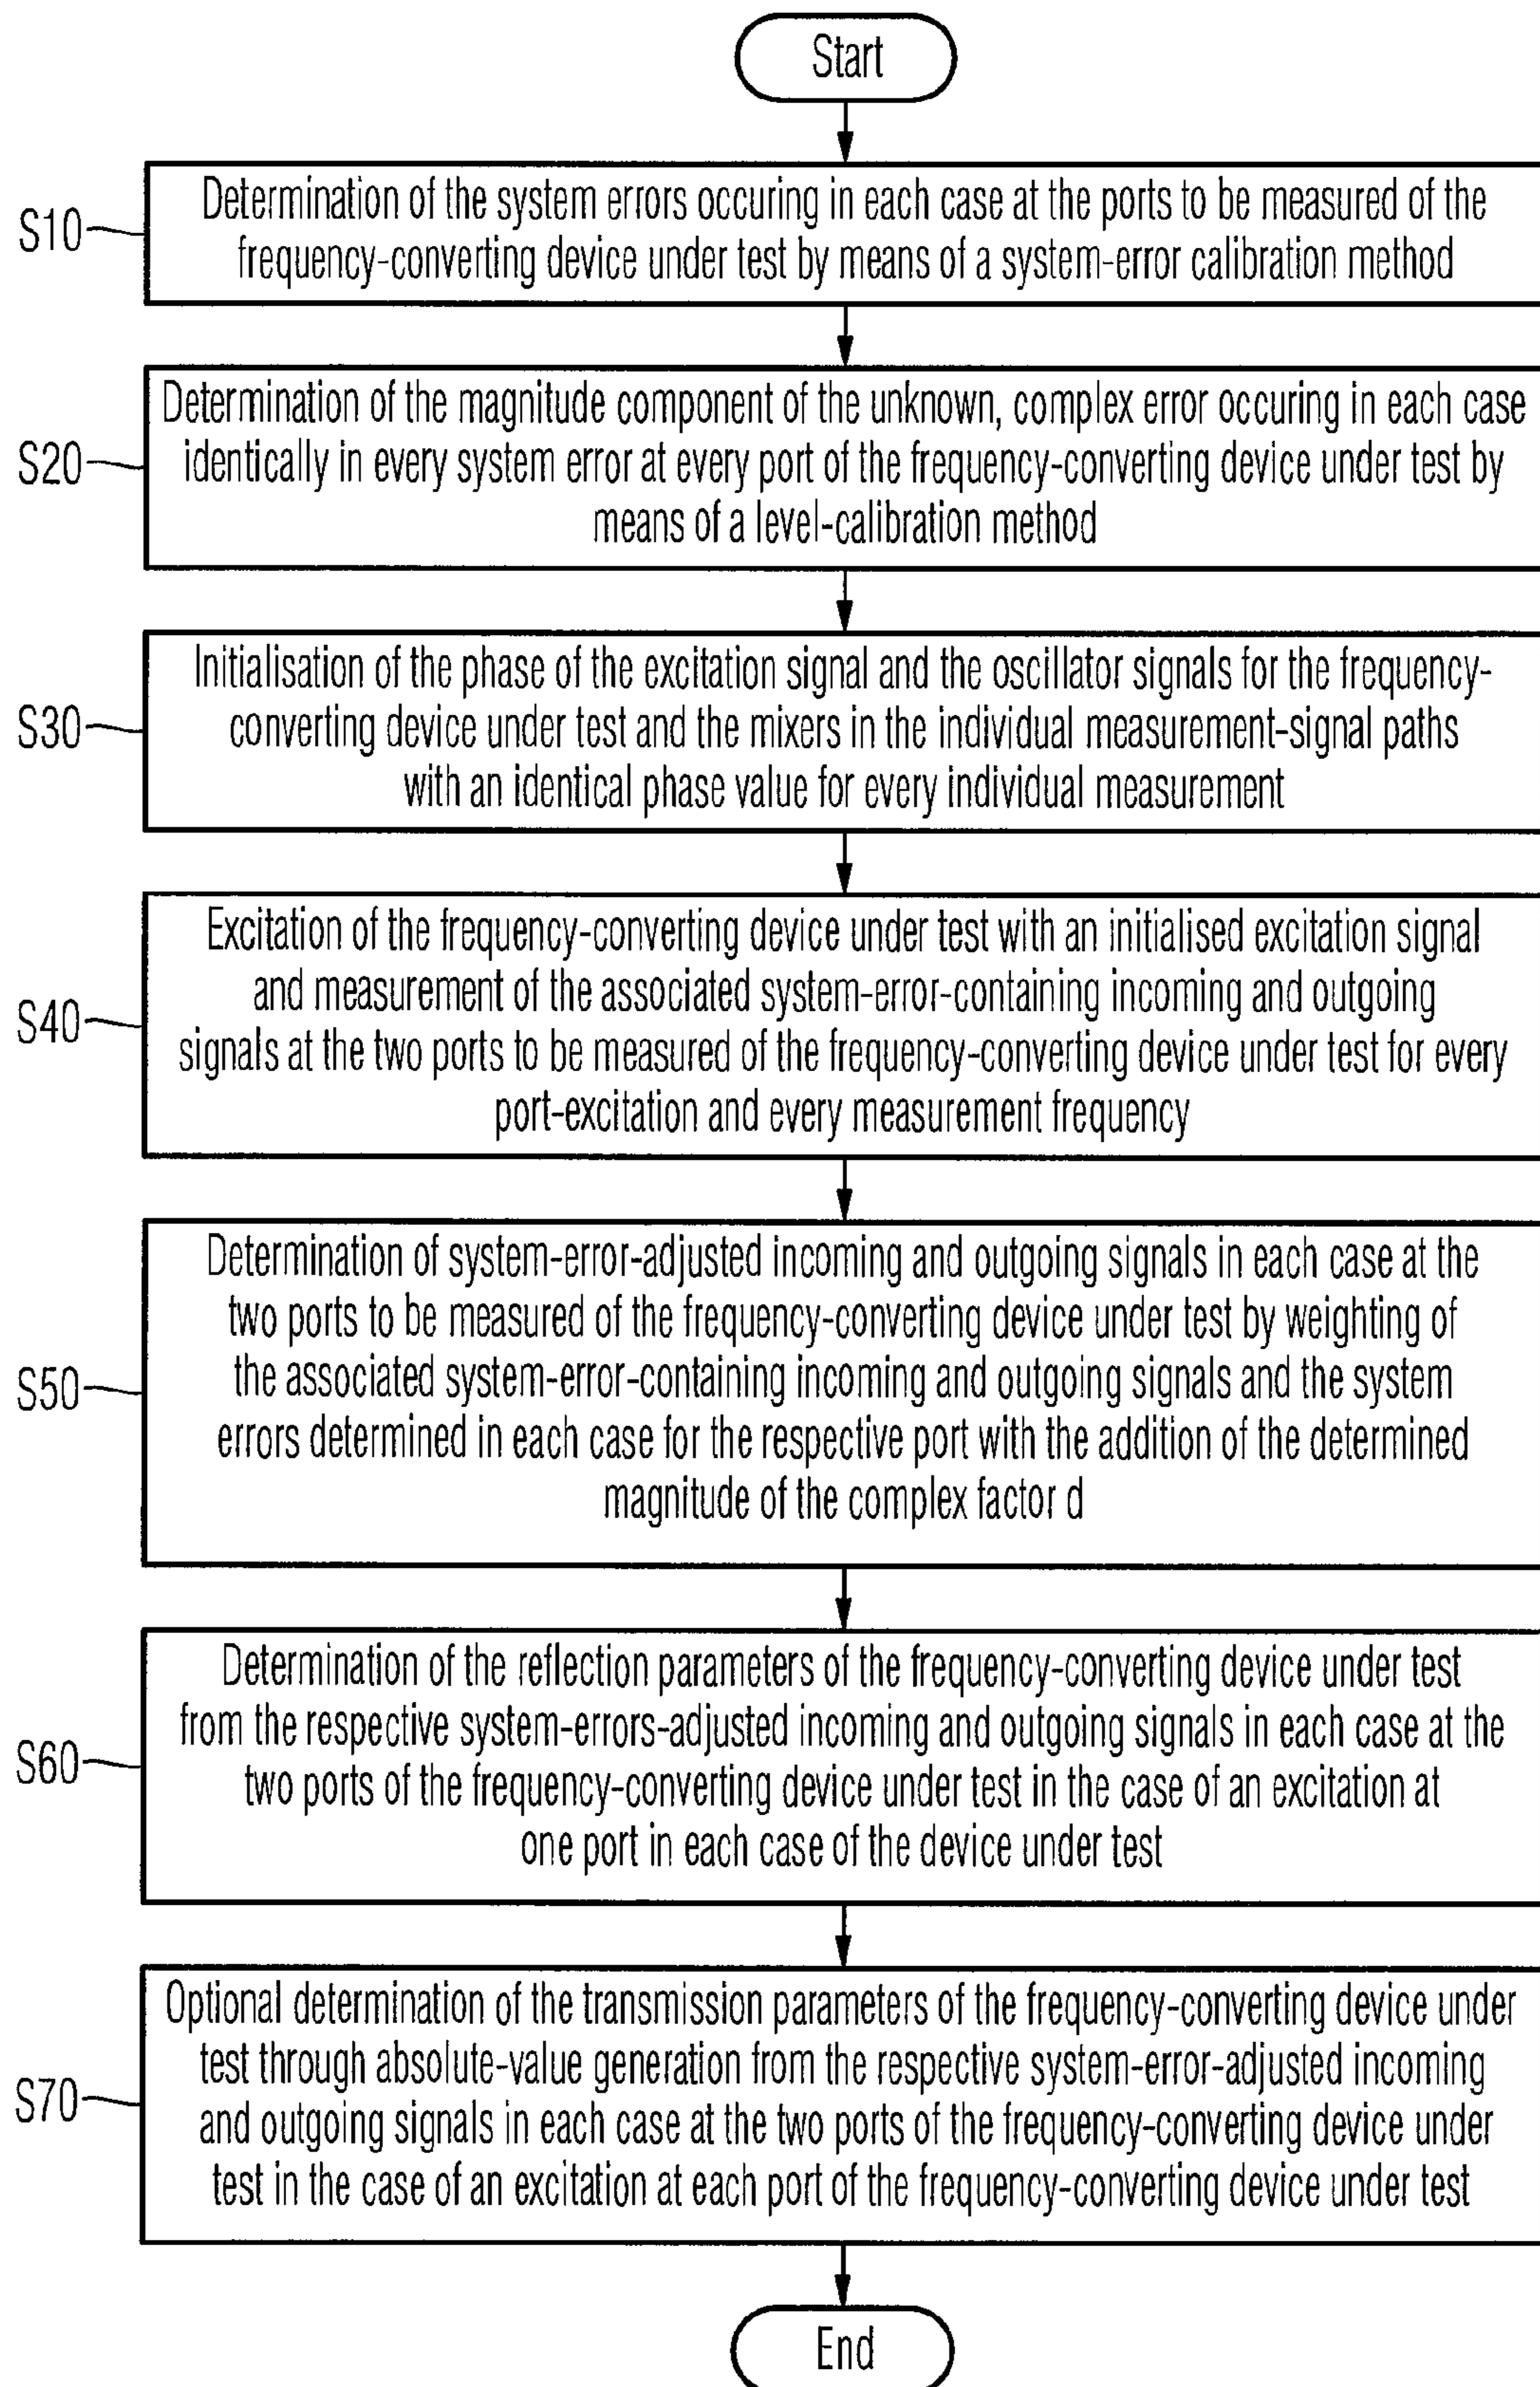 Start
S10
Determination of the system errors occuring in each case at the ports to be measured of the
frequency-converting device under test by means of a system-error calibration method
S20
Determination of the magnitude component of the unknown, complex error occuring in each case
identically in every system error at every port of the frequency-converting device under test by
means of a level-calibration method
S30
Initialisation of the phase of the excitation signal and the oscillator signals for the frequency-
converting device under test and the mixers in the individual measurement-signal paths
with an identical phase value for every individual measurement
S40
Excitation of the frequency-converting device under test with an initialised excitation signal
and measurement of the associated system-error-containing incoming and outgoing
signals at the two ports to be measured of the frequency-converting device under test for every
port-excitation and every measurement frequency
S50
Determination of system-error-adjusted incoming and outgoing signals in each case at the
two ports to be measured of the frequency-converting device under test by weighting of
the associated system-error-containing incoming and outgoing signals and the system
errors determined in each case for the respective port with the addition of the determined
magnitude of the complex factor d
S60
Determination of the reflection parameters of the frequency-converting device under test
from the respective system-errors-adjusted incoming and outgoing signals in each case at the
two ports of the frequency-converting device under test in the case of an excitation at
one port in each case of the device under test
S70
Optional determination of the transmission parameters of the frequency-converting device under
test through absolute-value generation from the respective system-error-adjusted incoming
and outgoing signals in each case at the two ports of the frequency-converting device under
test in the case of an excitation at each port of the frequency-converting device under test
End